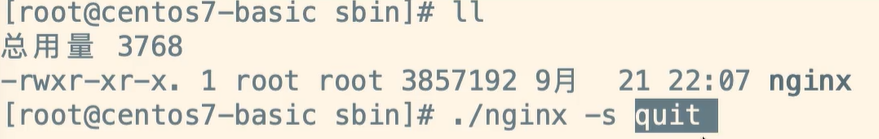 [root@centos7-basic sbin]# ll
总用量 3768
-rwxr-xr-x. 1 root root 3857192 9月  21 22:07 nginx
[root@centos7-basic sbin]# ./nginx -s quit